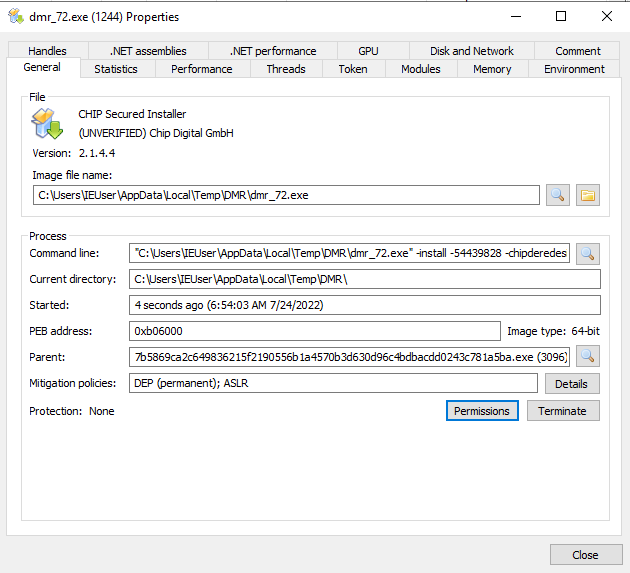 dmr_72.exe (1244) Properties
Handles .NET assemblies .NET performance GPU Disk and Network Comment
General Statistics Performance Threads Token Modules Memory Environment
File
CHIP Secured Installer
(UNVERIFIED) Chip Digital GmbH
Version: 2.1.4.4
Image file name:
C:\Users\IEUser\AppData\Local\Temp\DMR\dmr_72.exe
Process
Command line: "C:\Users\IEUser\AppData\Local\Temp\DMR\dmr_72.exe" -install -54439828 -chipderedes
Current directory: C:\Users\IEUser\AppData\Local\Temp\DMR\
Started: 4 seconds ago (6:54:03 AM 7/24/2022)
PEB address: 0xb06000 Image type: 64-bit
Parent: 7b5869ca2c649836215f2190556b1a4570b3d630d96c4bdbacdd0243c781a5ba.exe (3096)
Mitigation policies: DEP (permanent); ASLR Details
Protection: None Permissions Terminate
Close